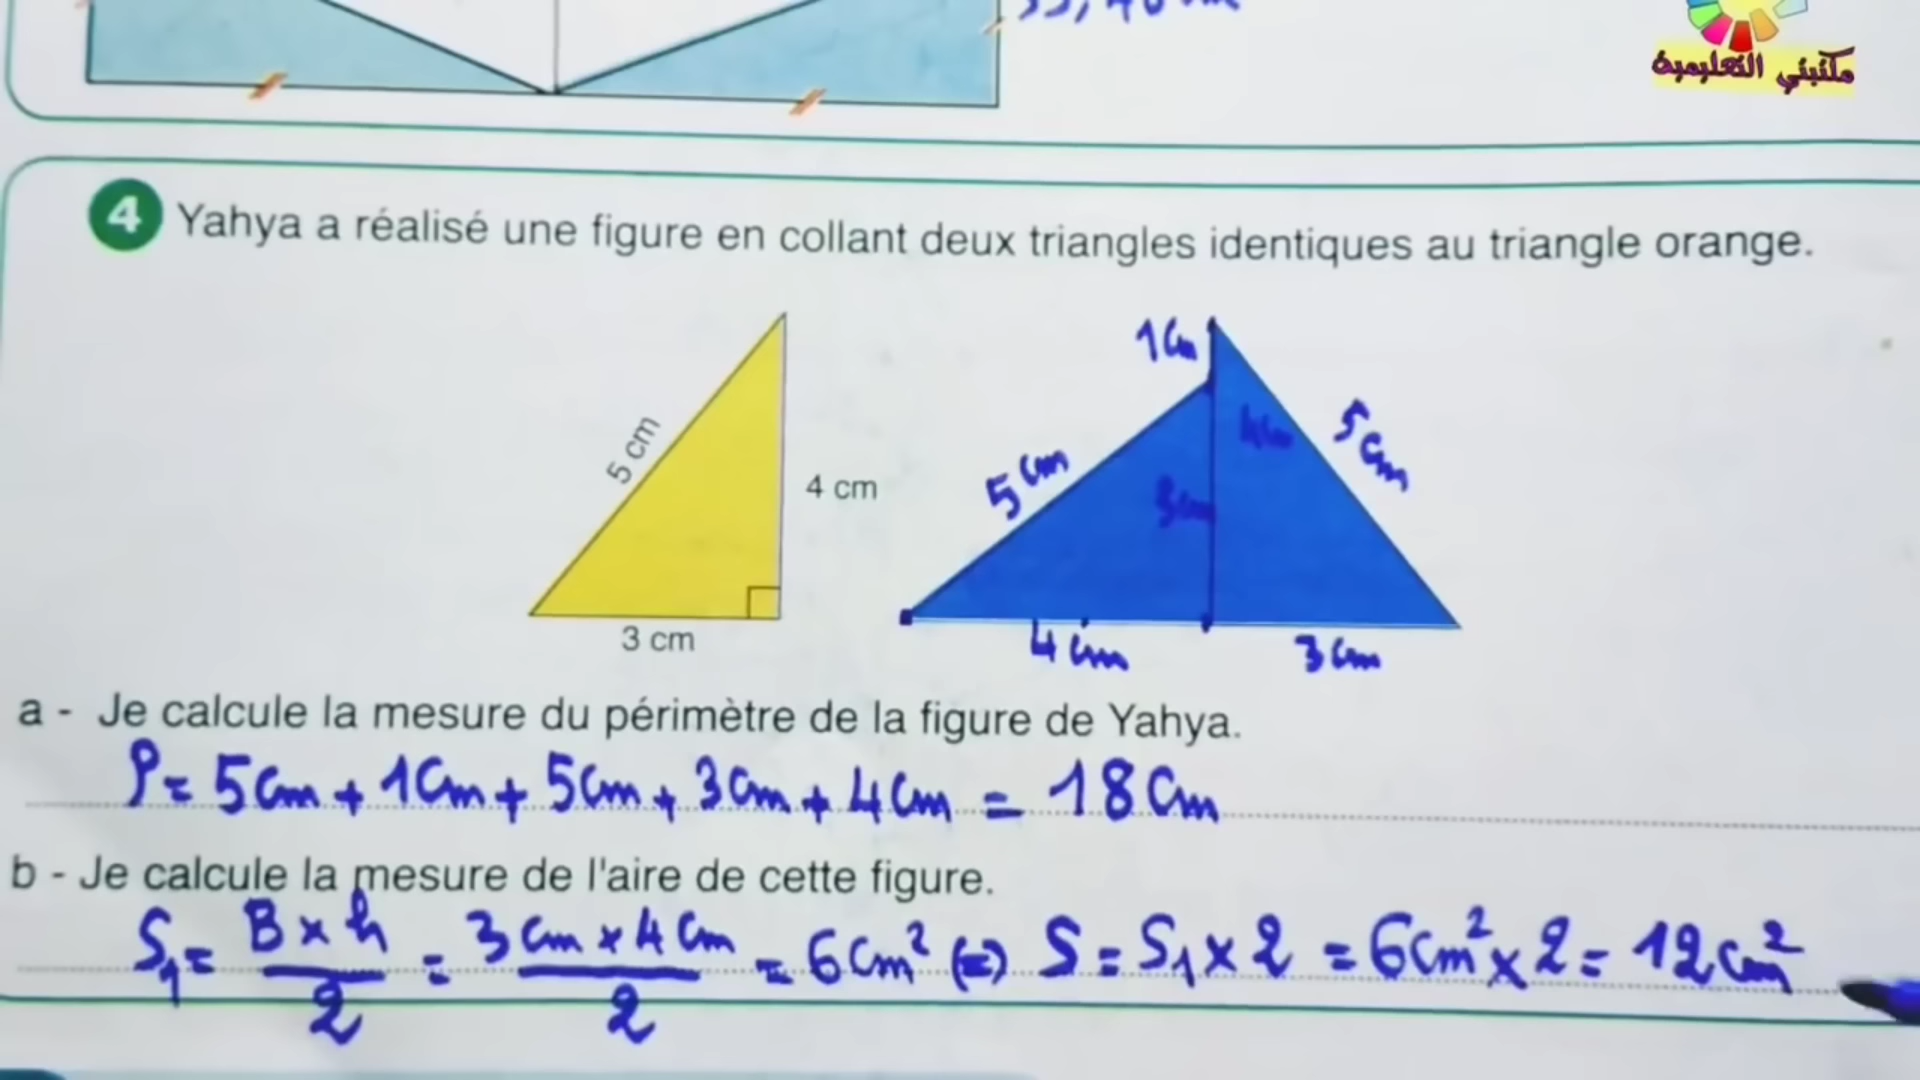 مكتبتي التعليمية
4 Yahya a réalisé une figure en collant deux triangles identiques au triangle orange.
5 cm
4 cm
3 cm
1cm
5cm
4cm
5cm
3cm
4cm
3cm
a - Je calcule la mesure du périmètre de la figure de Yahya.
P = 5cm + 1cm + 5cm + 3cm + 4cm = 18cm
b - Je calcule la mesure de l'aire de cette figure.
S₁ = B × h / 2 = 3cm × 4cm / 2 = 6cm² (=) S = S₁ × 2 = 6cm² × 2 = 12cm²